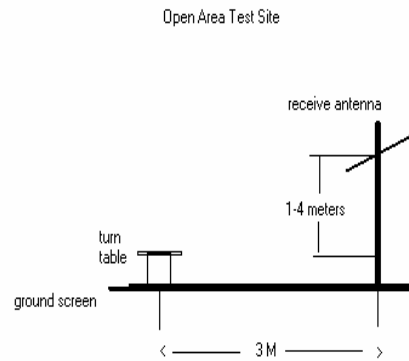 Open Area Test Site
receive antenna
1-4 meters
turn
table
ground screen
3 M